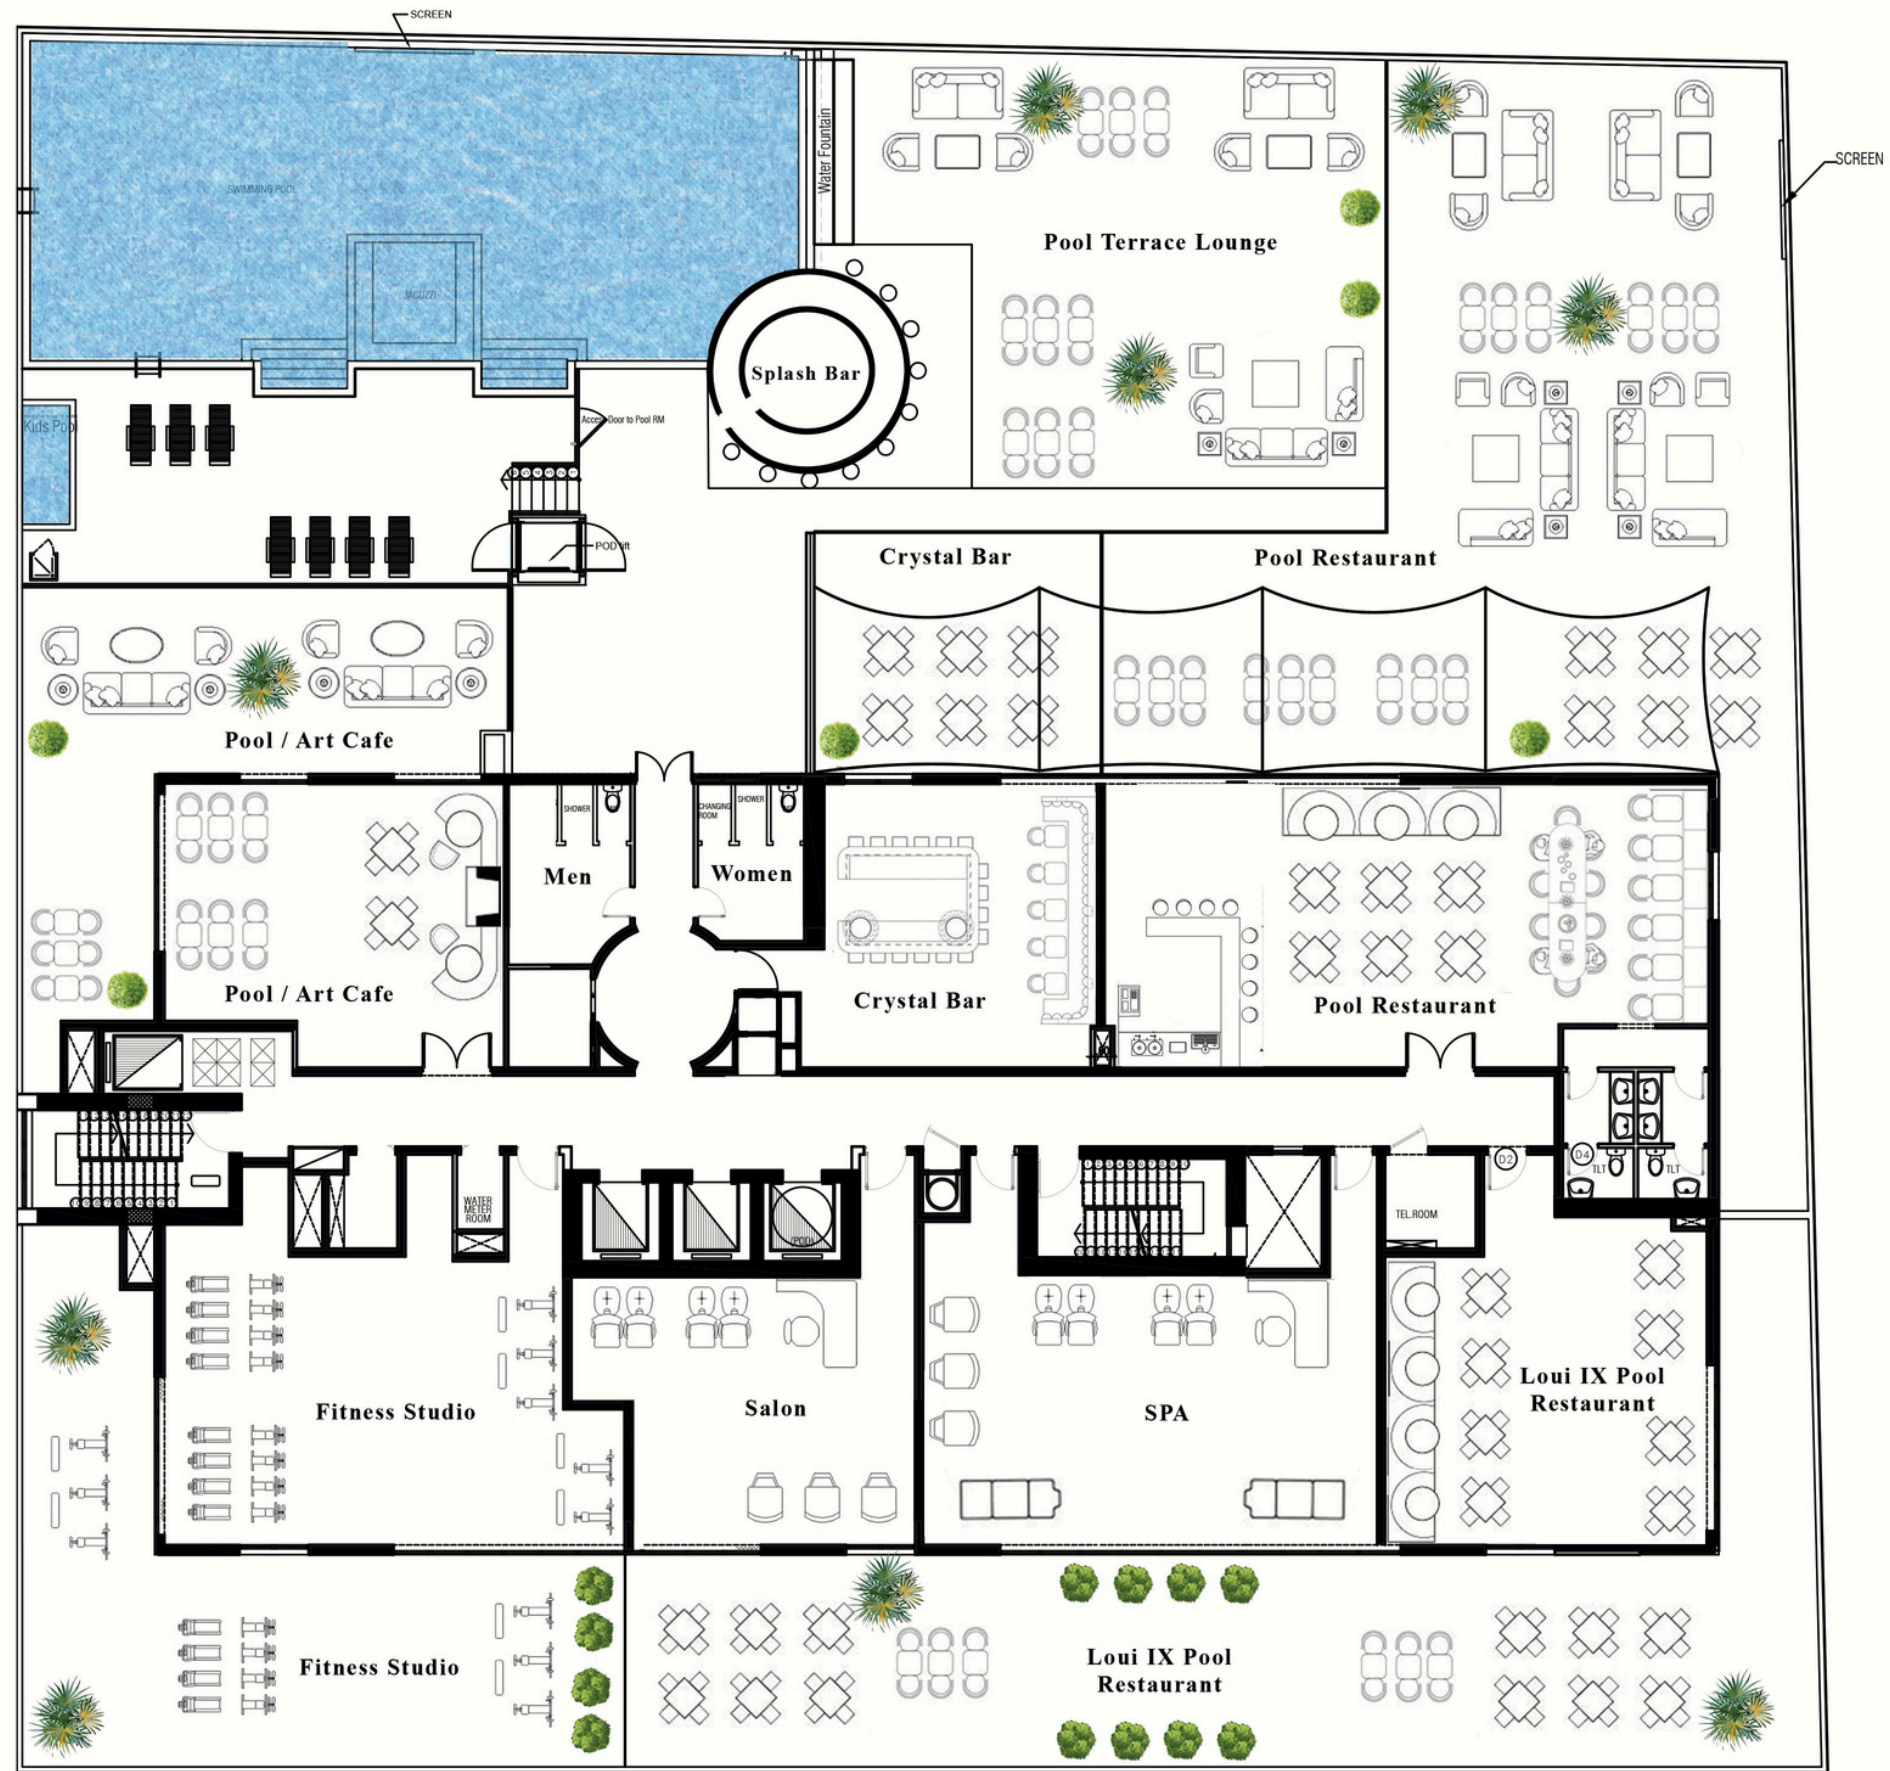 SCREEN
SWIMMING POOL
Water Fountain
SCREEN
Pool Terrace Lounge
JACUZZI
Splash Bar
Kids Pool
Access Door to Pool RM
POD lift
Crystal Bar
Pool Restaurant
Pool / Art Cafe
SHOWER
CHANGING
ROOM
SHOWER
Men
Women
Pool / Art Cafe
Crystal Bar
Pool Restaurant
D2
D4
TLT
TLT
WATER
METER
ROOM
(POD)
TEL.ROOM
Fitness Studio
Salon
SPA
Loui IX Pool
Restaurant
Fitness Studio
Loui IX Pool
Restaurant